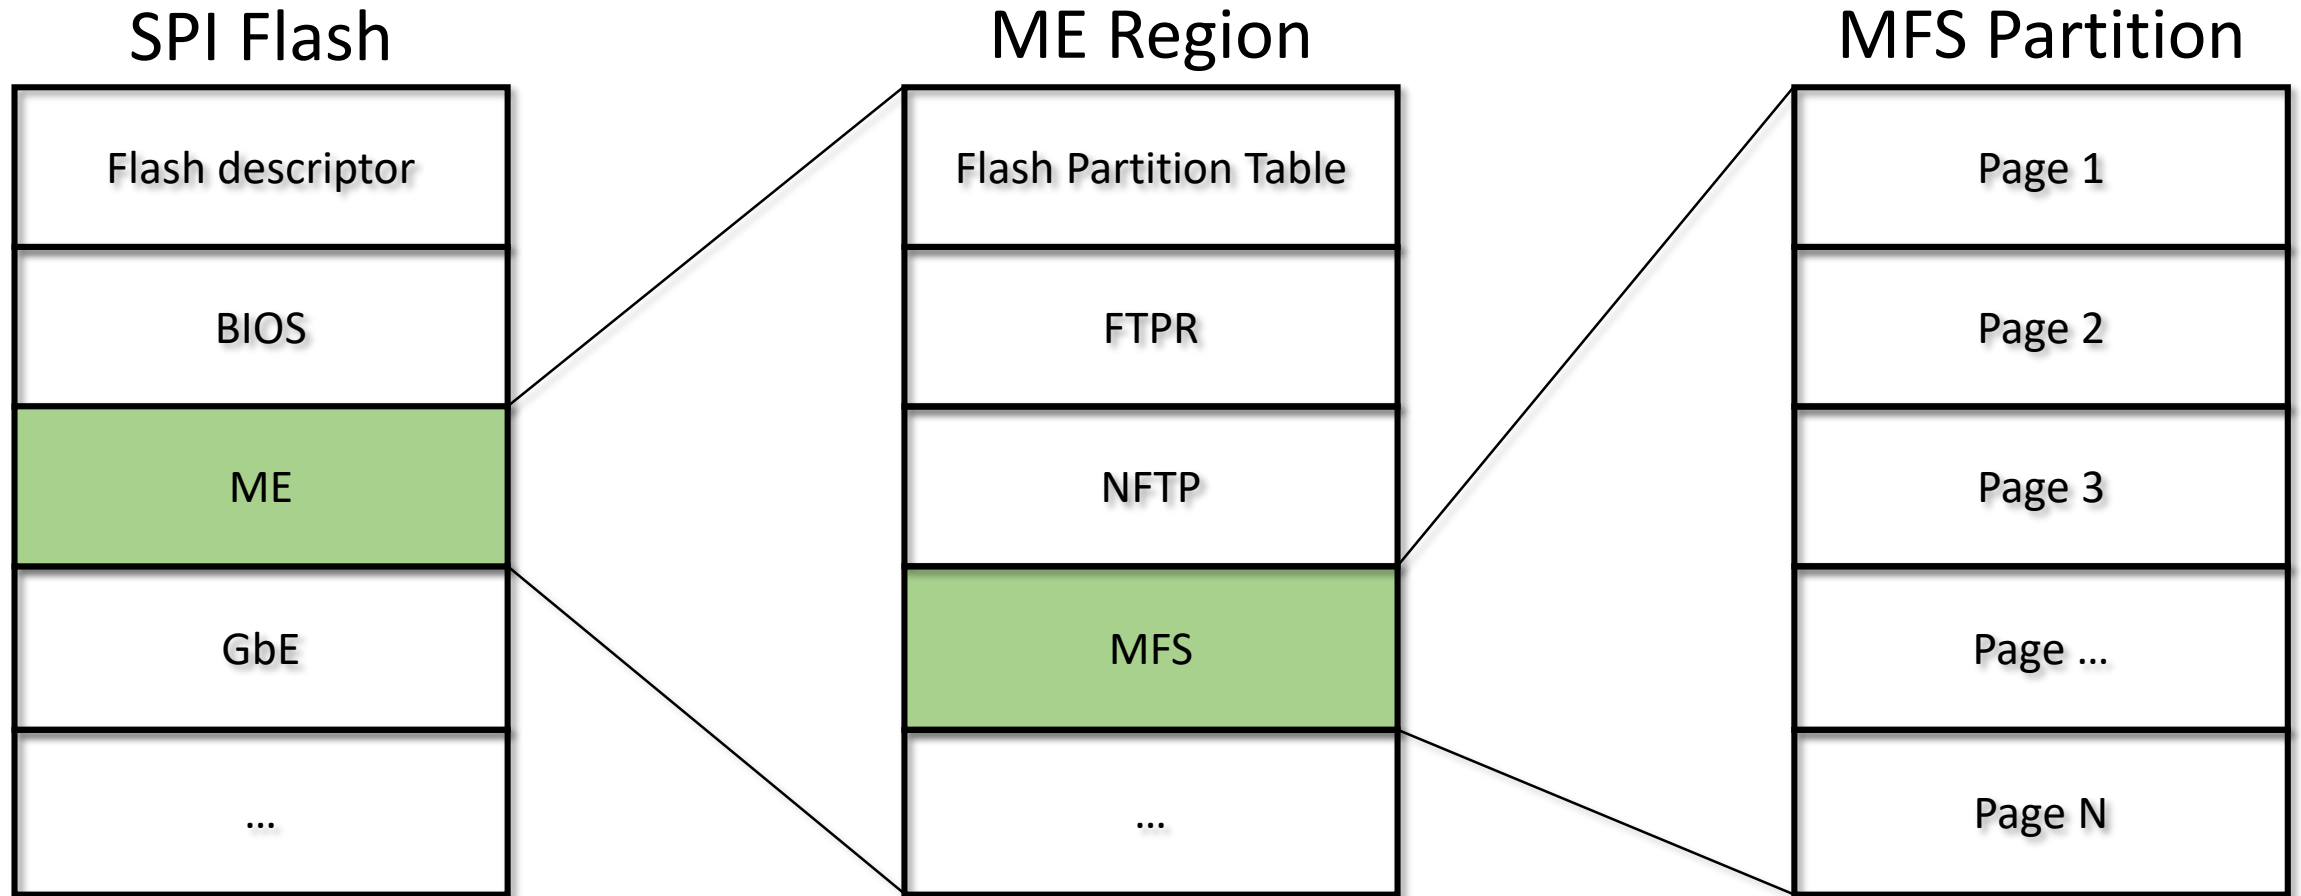 SPI Flash
Flash descriptor
BIOS
ME
GbE
...
ME Region
Flash Partition Table
FTPR
NFTP
MFS
...
MFS Partition
Page 1
Page 2
Page 3
Page ...
Page N